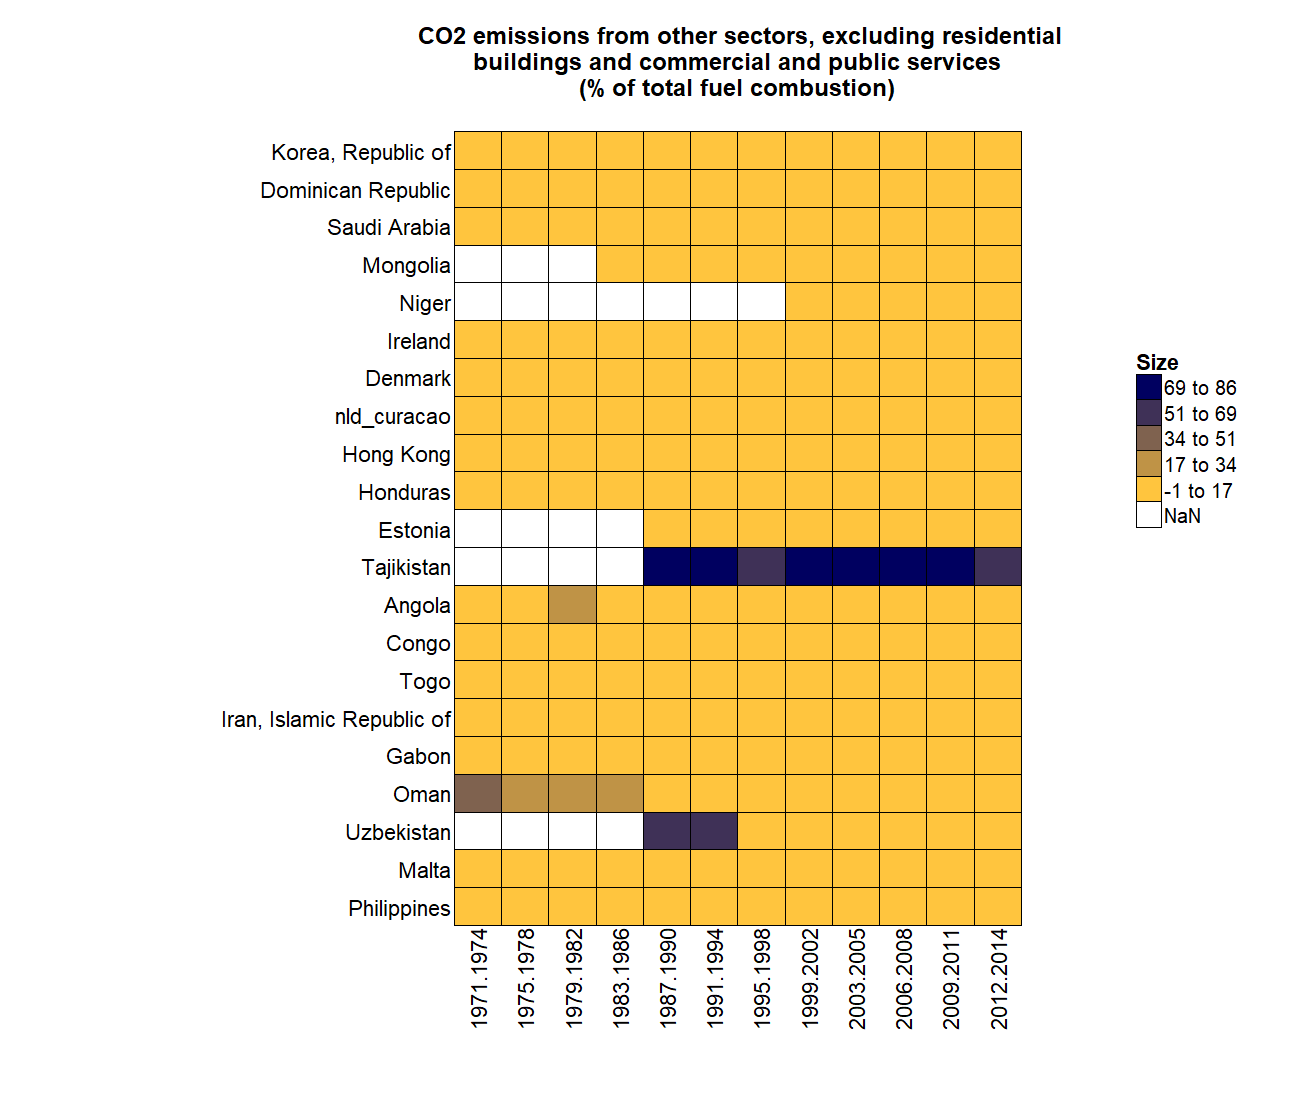 CO2 emissions from other sectors, excluding residential
buildings and commercial and public services
(% of total fuel combustion)
Korea, Republic of
Dominican Republic
Saudi Arabia
Mongolia
Niger
Ireland
Denmark
nld_curacao
Hong Kong
Honduras
Estonia
Tajikistan
Angola
Congo
Togo
Iran, Islamic Republic of
Gabon
Oman
Uzbekistan
Malta
Philippines
1971.1974
1975.1978
1979.1982
1983.1986
1987.1990
1991.1994
1995.1998
1999.2002
2003.2005
2006.2008
2009.2011
2012.2014
Size
69 to 86
51 to 69
34 to 51
17 to 34
-1 to 17
NaN